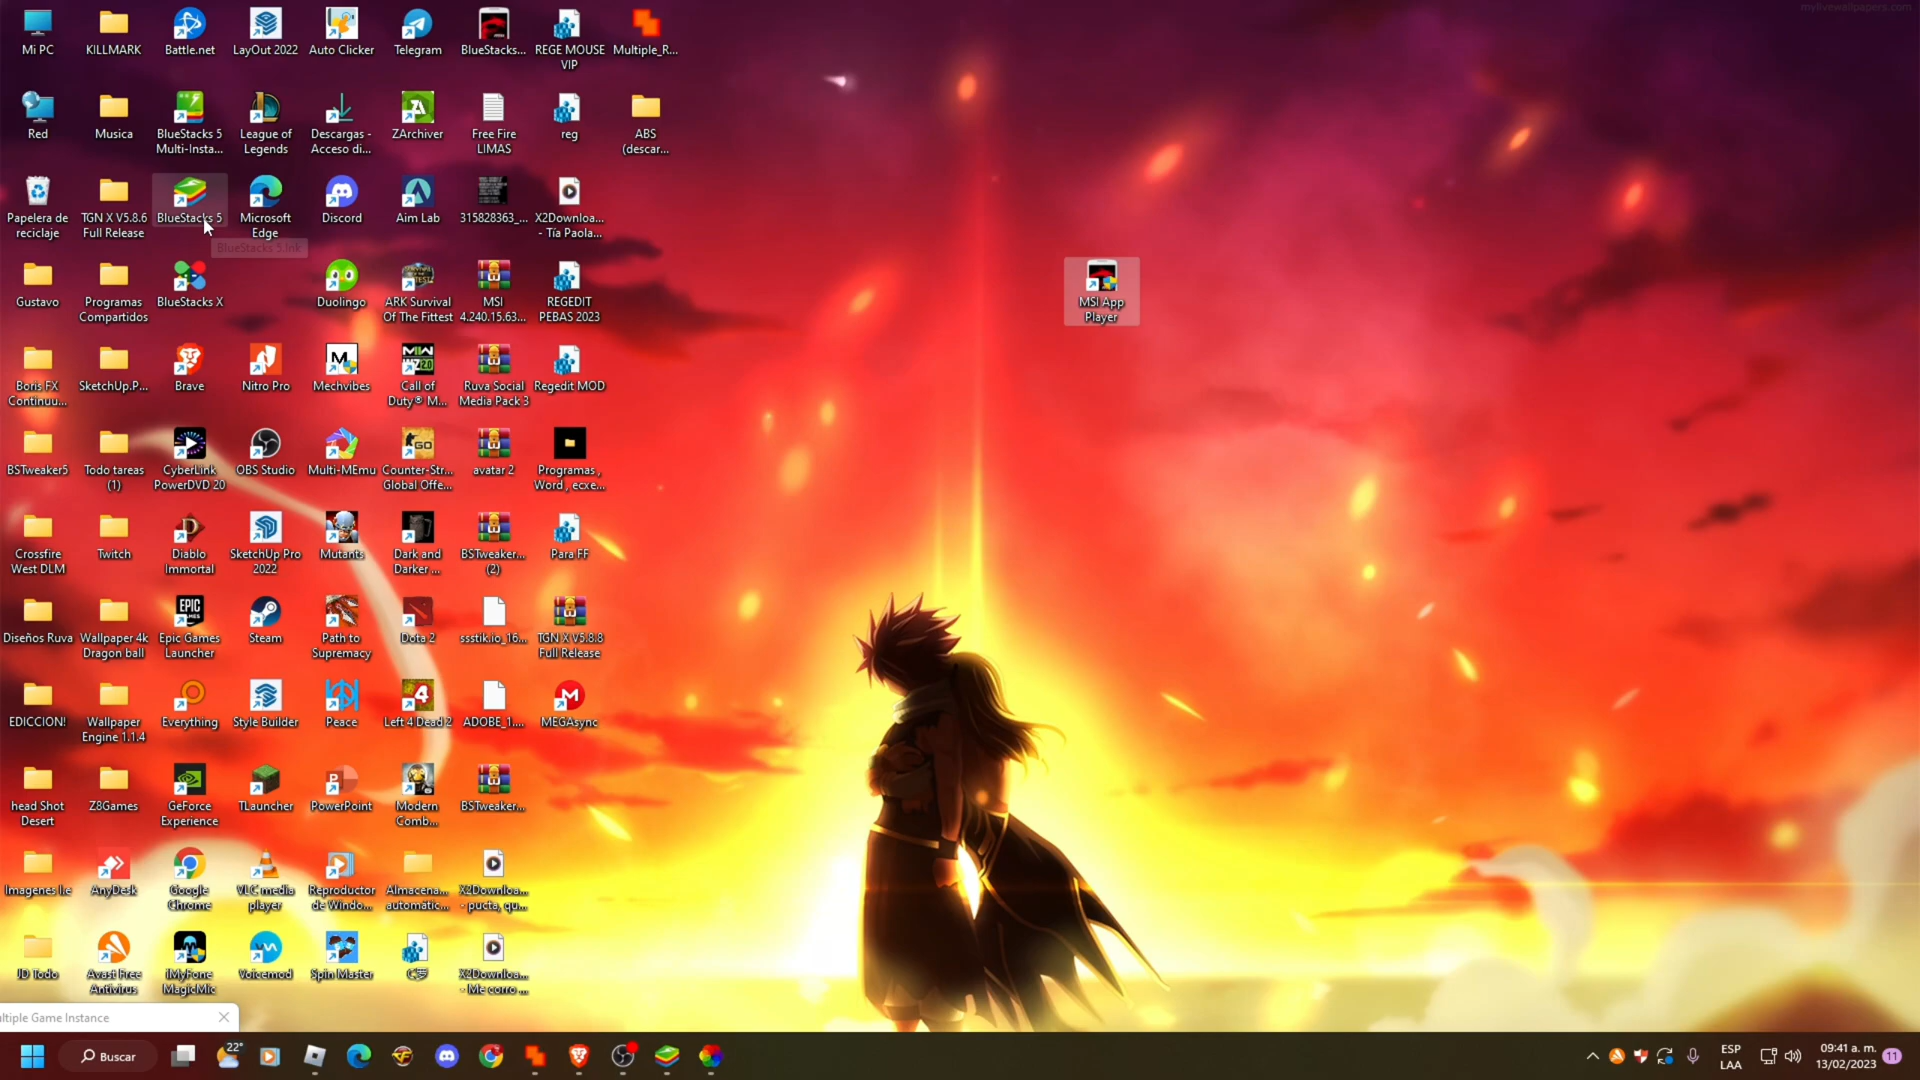 mylivewallpapers.com
Mi PC
KILLMARK
Battle.net
LayOut 2022
Auto Clicker
Telegram
BlueStacks...
REGE MOUSE
VIP
Multiple_R...
Red
Musica
BlueStacks 5
Multi-Insta...
League of
Legends
Descargas -
Acceso di...
ZArchiver
Free Fire
LIMAS
reg
ABS
(descar...
Papelera de
reciclaje
TGN X V5.8.6
Full Release
BlueStacks 5
Microsoft
Edge
Discord
Aim Lab
315828363_...
X2Downloa...
- Tía Paola...
BlueStacks 5.lnk
Gustavo
Programas
Compartidos
BlueStacks X
Duolingo
ARK Survival
Of The Fittest
MSI
4.240.15.63...
REGEDIT
PEBAS 2023
MSI App
Player
Boris FX
Continuu...
SketchUp.P...
Brave
Nitro Pro
Mechvibes
Call of
Duty® M...
Ruva Social
Media Pack 3
Regedit MOD
BSTweaker5
Todo tareas
(1)
CyberLink
PowerDVD 20
OBS Studio
Multi-MEmu
Counter-Str...
Global Offe...
avatar 2
Programas ,
Word , ecxe...
Crossfire
West DLM
Twitch
Diablo
Immortal
SketchUp Pro
2022
Mutants
Dark and
Darker ...
BSTweaker...
(2)
Para FF
Diseños Ruva
Wallpaper 4k
Dragon ball
Epic Games
Launcher
Steam
Path to
Supremacy
Dota 2
ssstik.io_16...
TGN X V5.8.8
Full Release
EDICCION!
Wallpaper
Engine 1.1.4
Everything
Style Builder
Peace
Left 4 Dead 2
ADOBE_1....
MEGAsync
head Shot
Desert
Z8Games
GeForce
Experience
TLauncher
PowerPoint
Modern
Comb...
BSTweaker...
Imagenes l.e
AnyDesk
Google
Chrome
VLC media
player
Reproductor
de Windo...
Almacena...
automátic...
X2Downloa...
- pucta, qu...
JD Todo
Avast Free
Antivirus
iMyFone
MagicMic
Voicemod
Spin Master
X2Downloa...
- Me corro ...
ltiple Game Instance
Buscar
22°
ESP
LAA
09:41 a. m.
13/02/2023
11